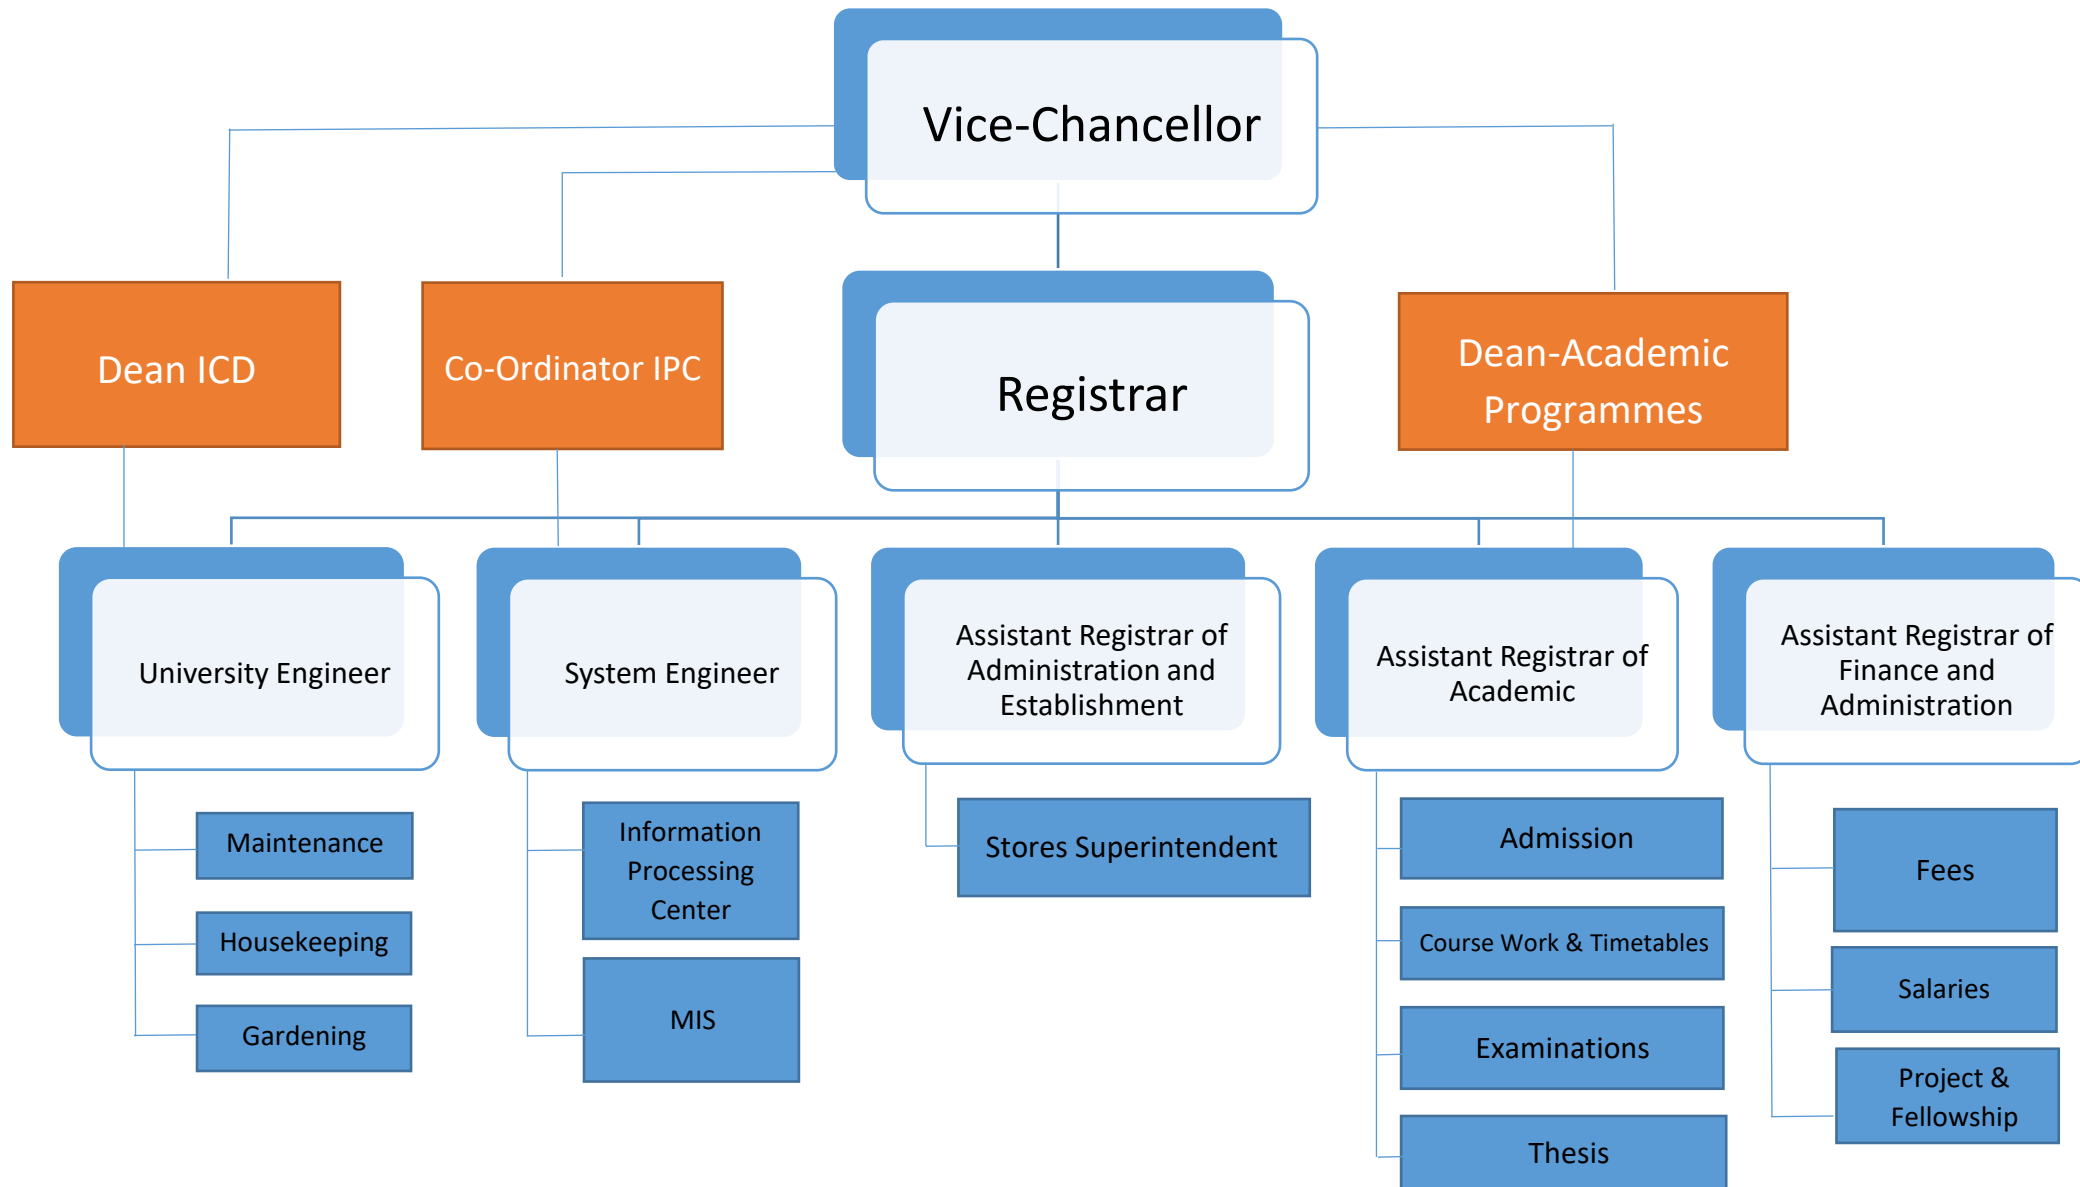 Vice-Chancellor
Dean ICD
Co-Ordinator IPC
Registrar
Dean-Academic
Programmes
University Engineer
System Engineer
Assistant Registrar of
Administration and
Establishment
Assistant Registrar of
Academic
Assistant Registrar of
Finance and
Administration
Maintenance
Housekeeping
Gardening
Information
Processing
Center
MIS
Stores Superintendent
Admission
Course Work & Timetables
Examinations
Thesis
Fees
Salaries
Project &
Fellowship